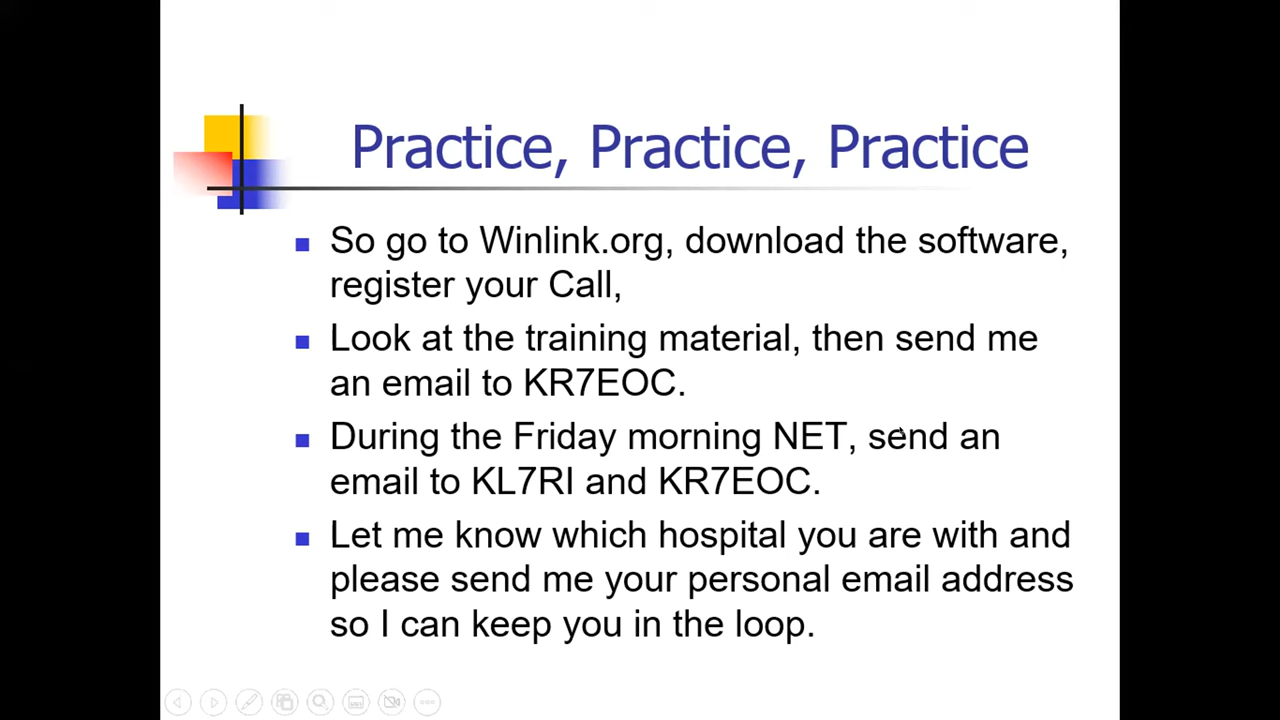 Practice, Practice, Practice
So go to Winlink.org, download the software,
register your Call,
Look at the training material, then send me
an email to KR7EOC.
During the Friday morning NET, send an
email to KL7RI and KR7EOC.
Let me know which hospital you are with and
please send me your personal email address
so I can keep you in the loop.